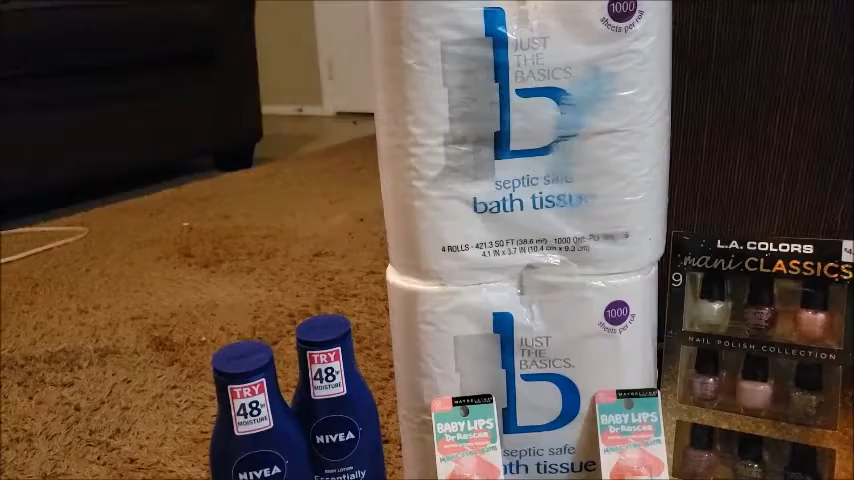 1000
sheets per roll
b
JUST
THE
BASICS
septic safe
bath tissue
4 ROLLS - 421.3 SQ FT (38.6 m²) - 1000 ONE-PLY
4.1 IN x 3.7 IN (10.4 cm x 9.3 cm)
1000
sheets per roll
b
JUST
THE
BASICS
septic safe
bath tissue
TRY
48H
MOISTURE
NIVEA
TRY
48H
MOISTURE
NIVEA
BODY LOTION
Essentially
MAYBELLINE
BABY LIPS
Dr Rescue
MAYBELLINE
BABY LIPS
Dr Rescue
L.A. COLORS
mani CLASSICS
9
NAIL POLISH COLLECTION